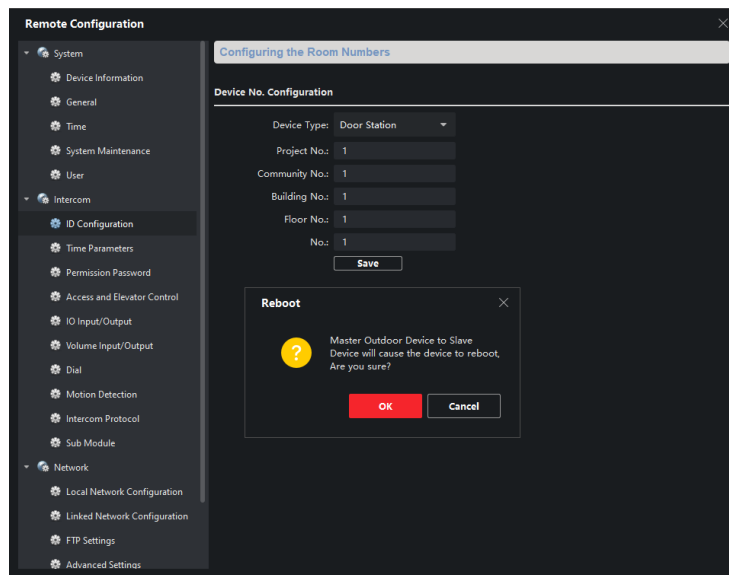 Remote Configuration
System
Device Information
General
Time
System Maintenance
User
Intercom
ID Configuration
Time Parameters
Permission Password
Access and Elevator Control
IO Input/Output
Volume Input/Output
Dial
Motion Detection
Intercom Protocol
Sub Module
Network
Local Network Configuration
Linked Network Configuration
FTP Settings
Advanced Settings
Configuring the Room Numbers
Device No. Configuration
Device Type: Door Station
Project No.: 1
Community No.: 1
Building No.: 1
Floor No.: 1
No.: 1
Save
Reboot
?
Master Outdoor Device to Slave
Device will cause the device to reboot,
Are you sure?
OK Cancel